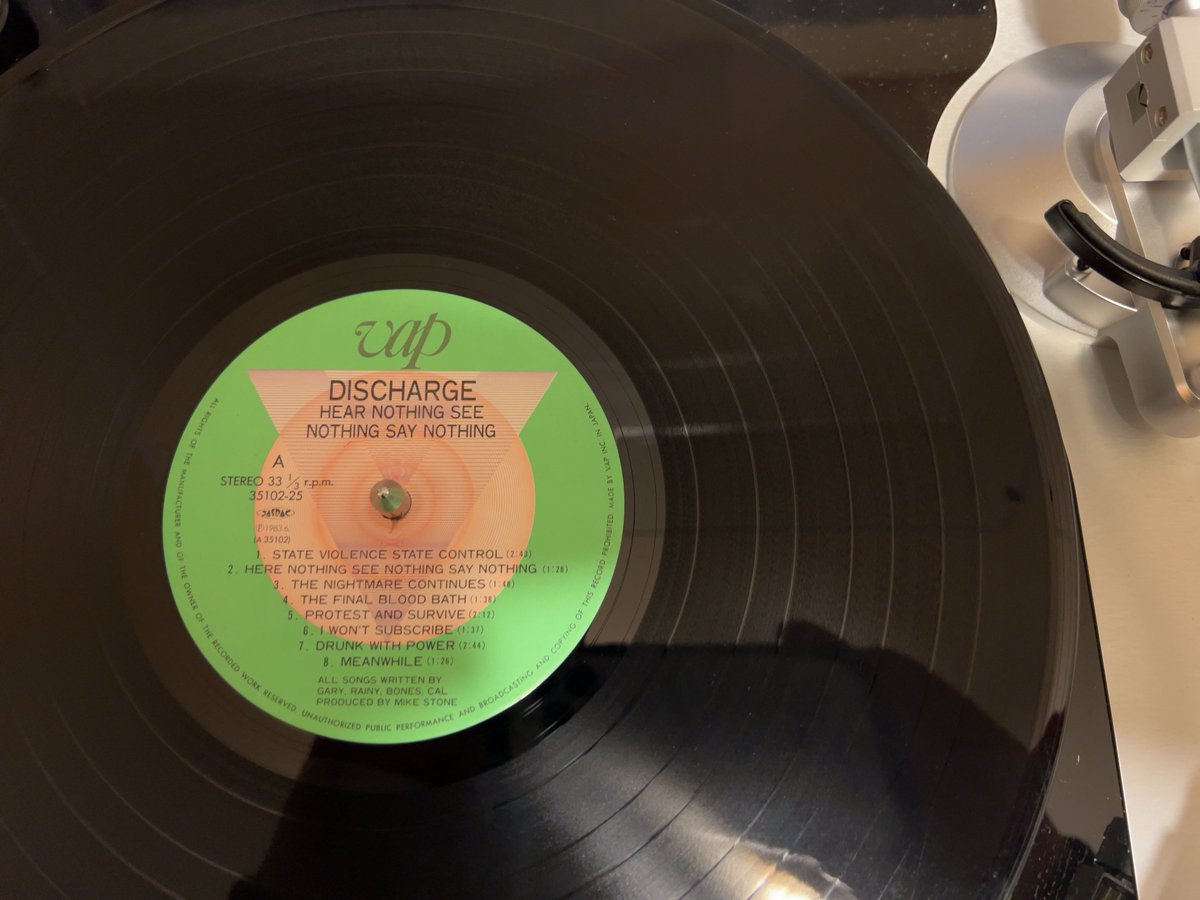 vap
DISCHARGE
HEAR NOTHING SEE
NOTHING SAY NOTHING
A
STEREO 33 1/3 r.p.m.
35102-25
℗1983.6.
(A 35102)
1. STATE VIOLENCE STATE CONTROL (2:43)
2. HERE NOTHING SEE NOTHING SAY NOTHING (1:28)
3. THE NIGHTMARE CONTINUES (1:48)
4. THE FINAL BLOOD BATH (1:38)
5. PROTEST AND SURVIVE (2:12)
6. I WON'T SUBSCRIBE (1:37)
7. DRUNK WITH POWER (2:44)
8. MEANWHILE (1:26)
ALL SONGS WRITTEN BY
GARY, RAINY, BONES, CAL
PRODUCED BY MIKE STONE
ALL RIGHTS OF THE MANUFACTURER AND OF THE OWNER OF THE RECORDED WORK RESERVED. UNAUTHORIZED PUBLIC PERFORMANCE AND BROADCASTING AND COPYING OF THIS RECORD PROHIBITED. MADE BY VAP INC. IN JAPAN.